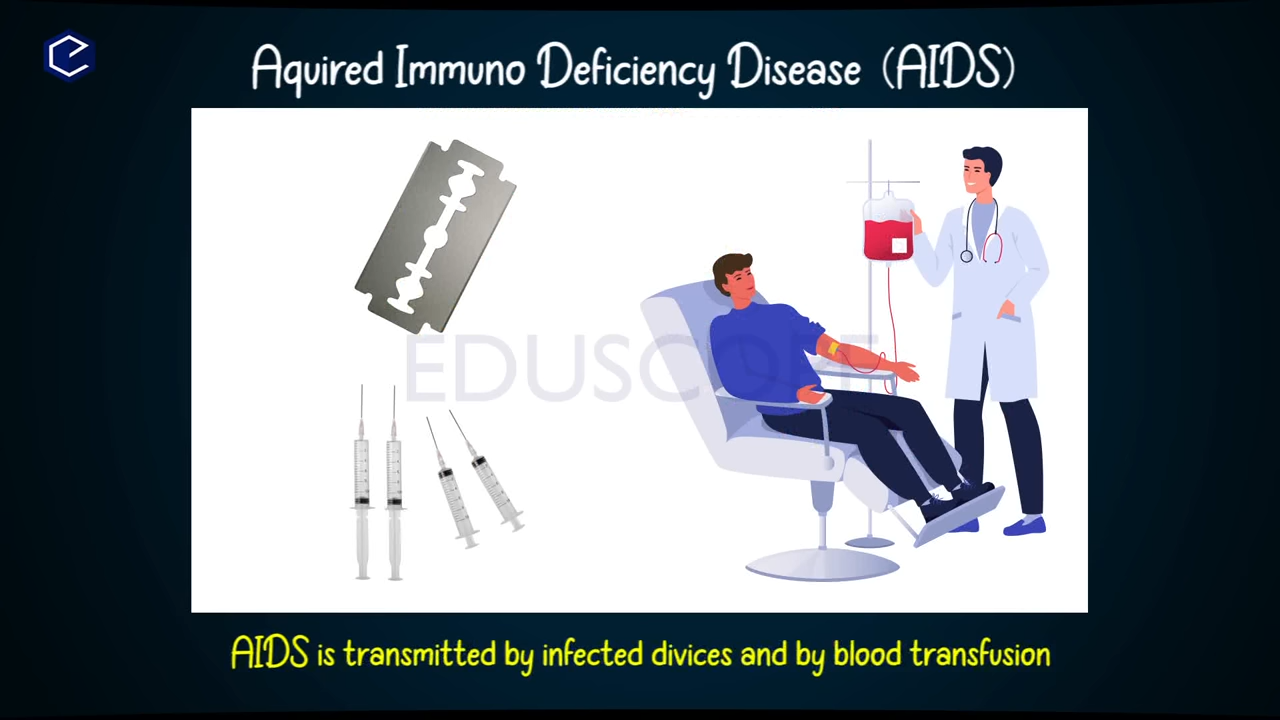 Aquired Immuno Deficiency Disease (AIDS)
EDUSCOPE
AIDS is transmitted by infected divices and by blood transfusion